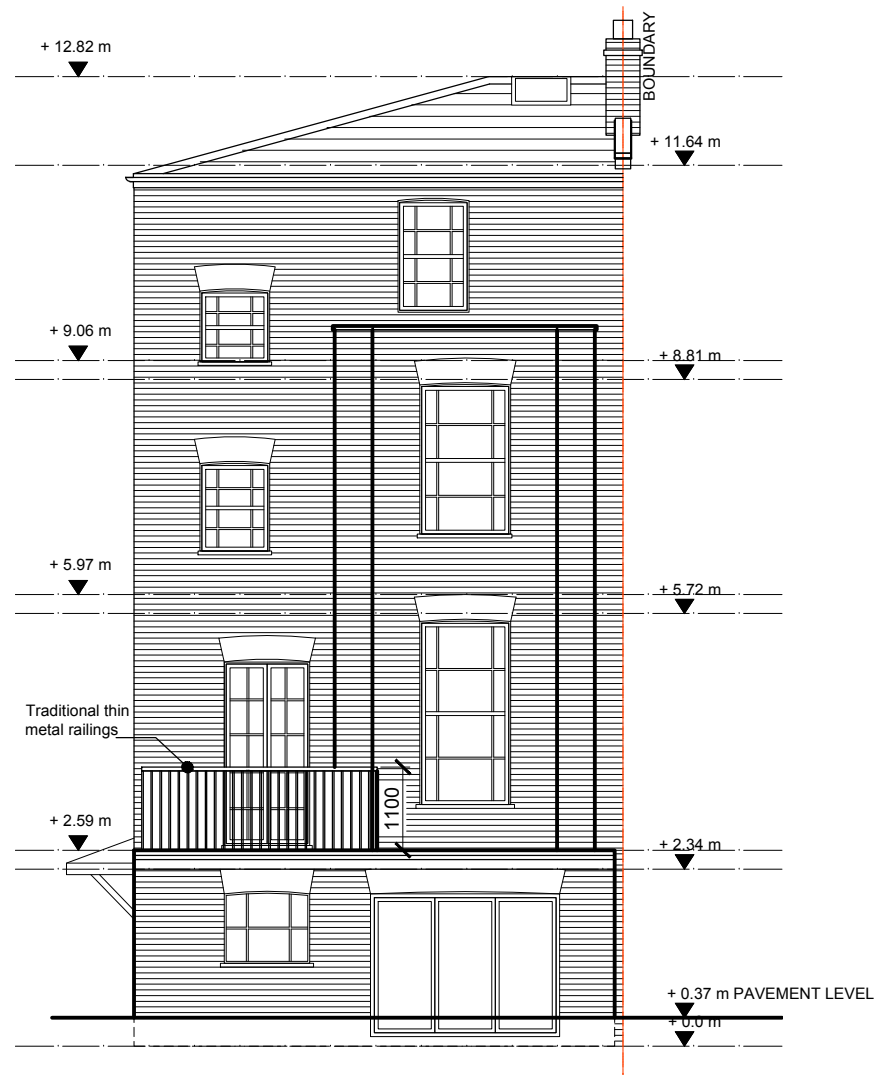 + 12.82 m
BOUNDARY
+ 11.64 m
+ 9.06 m
+ 8.81 m
+ 5.97 m
+ 5.72 m
Traditional thin
metal railings
1100
+ 2.59 m
+ 2.34 m
+ 0.37 m PAVEMENT LEVEL
+ 0.0 m